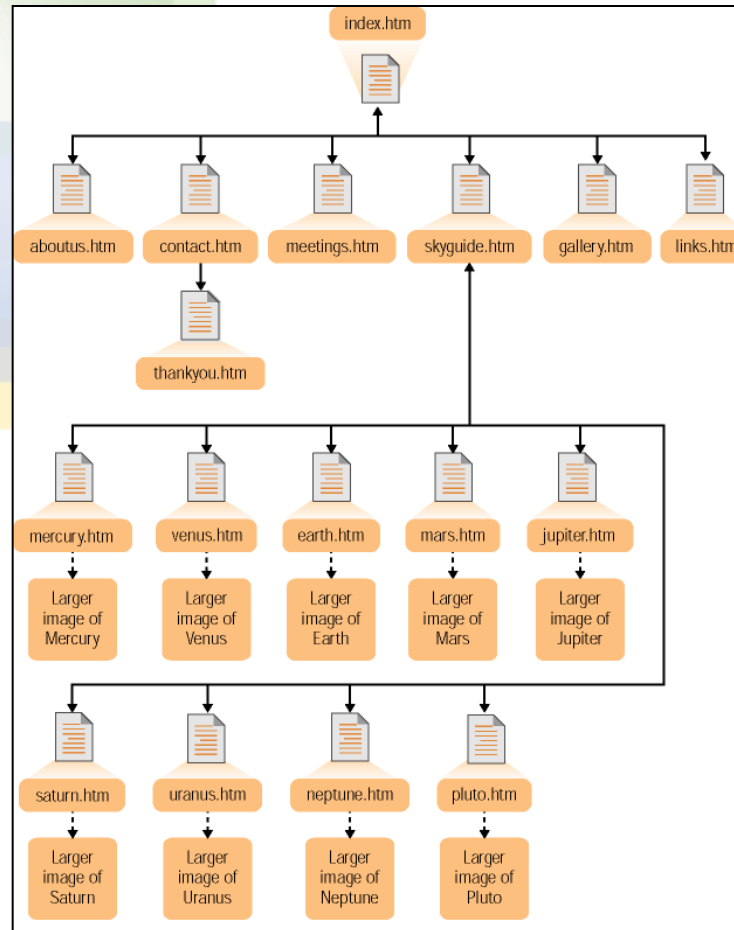 index.htm
aboutus.htm
contact.htm
meetings.htm
skyguide.htm
gallery.htm
links.htm
thankyou.htm
mercury.htm
venus.htm
earth.htm
mars.htm
jupiter.htm
Larger
image of
Mercury
Larger
image of
Venus
Larger
image of
Earth
Larger
image of
Mars
Larger
image of
Jupiter
saturn.htm
uranus.htm
neptune.htm
pluto.htm
Larger
image of
Saturn
Larger
image of
Uranus
Larger
image of
Neptune
Larger
image of
Pluto